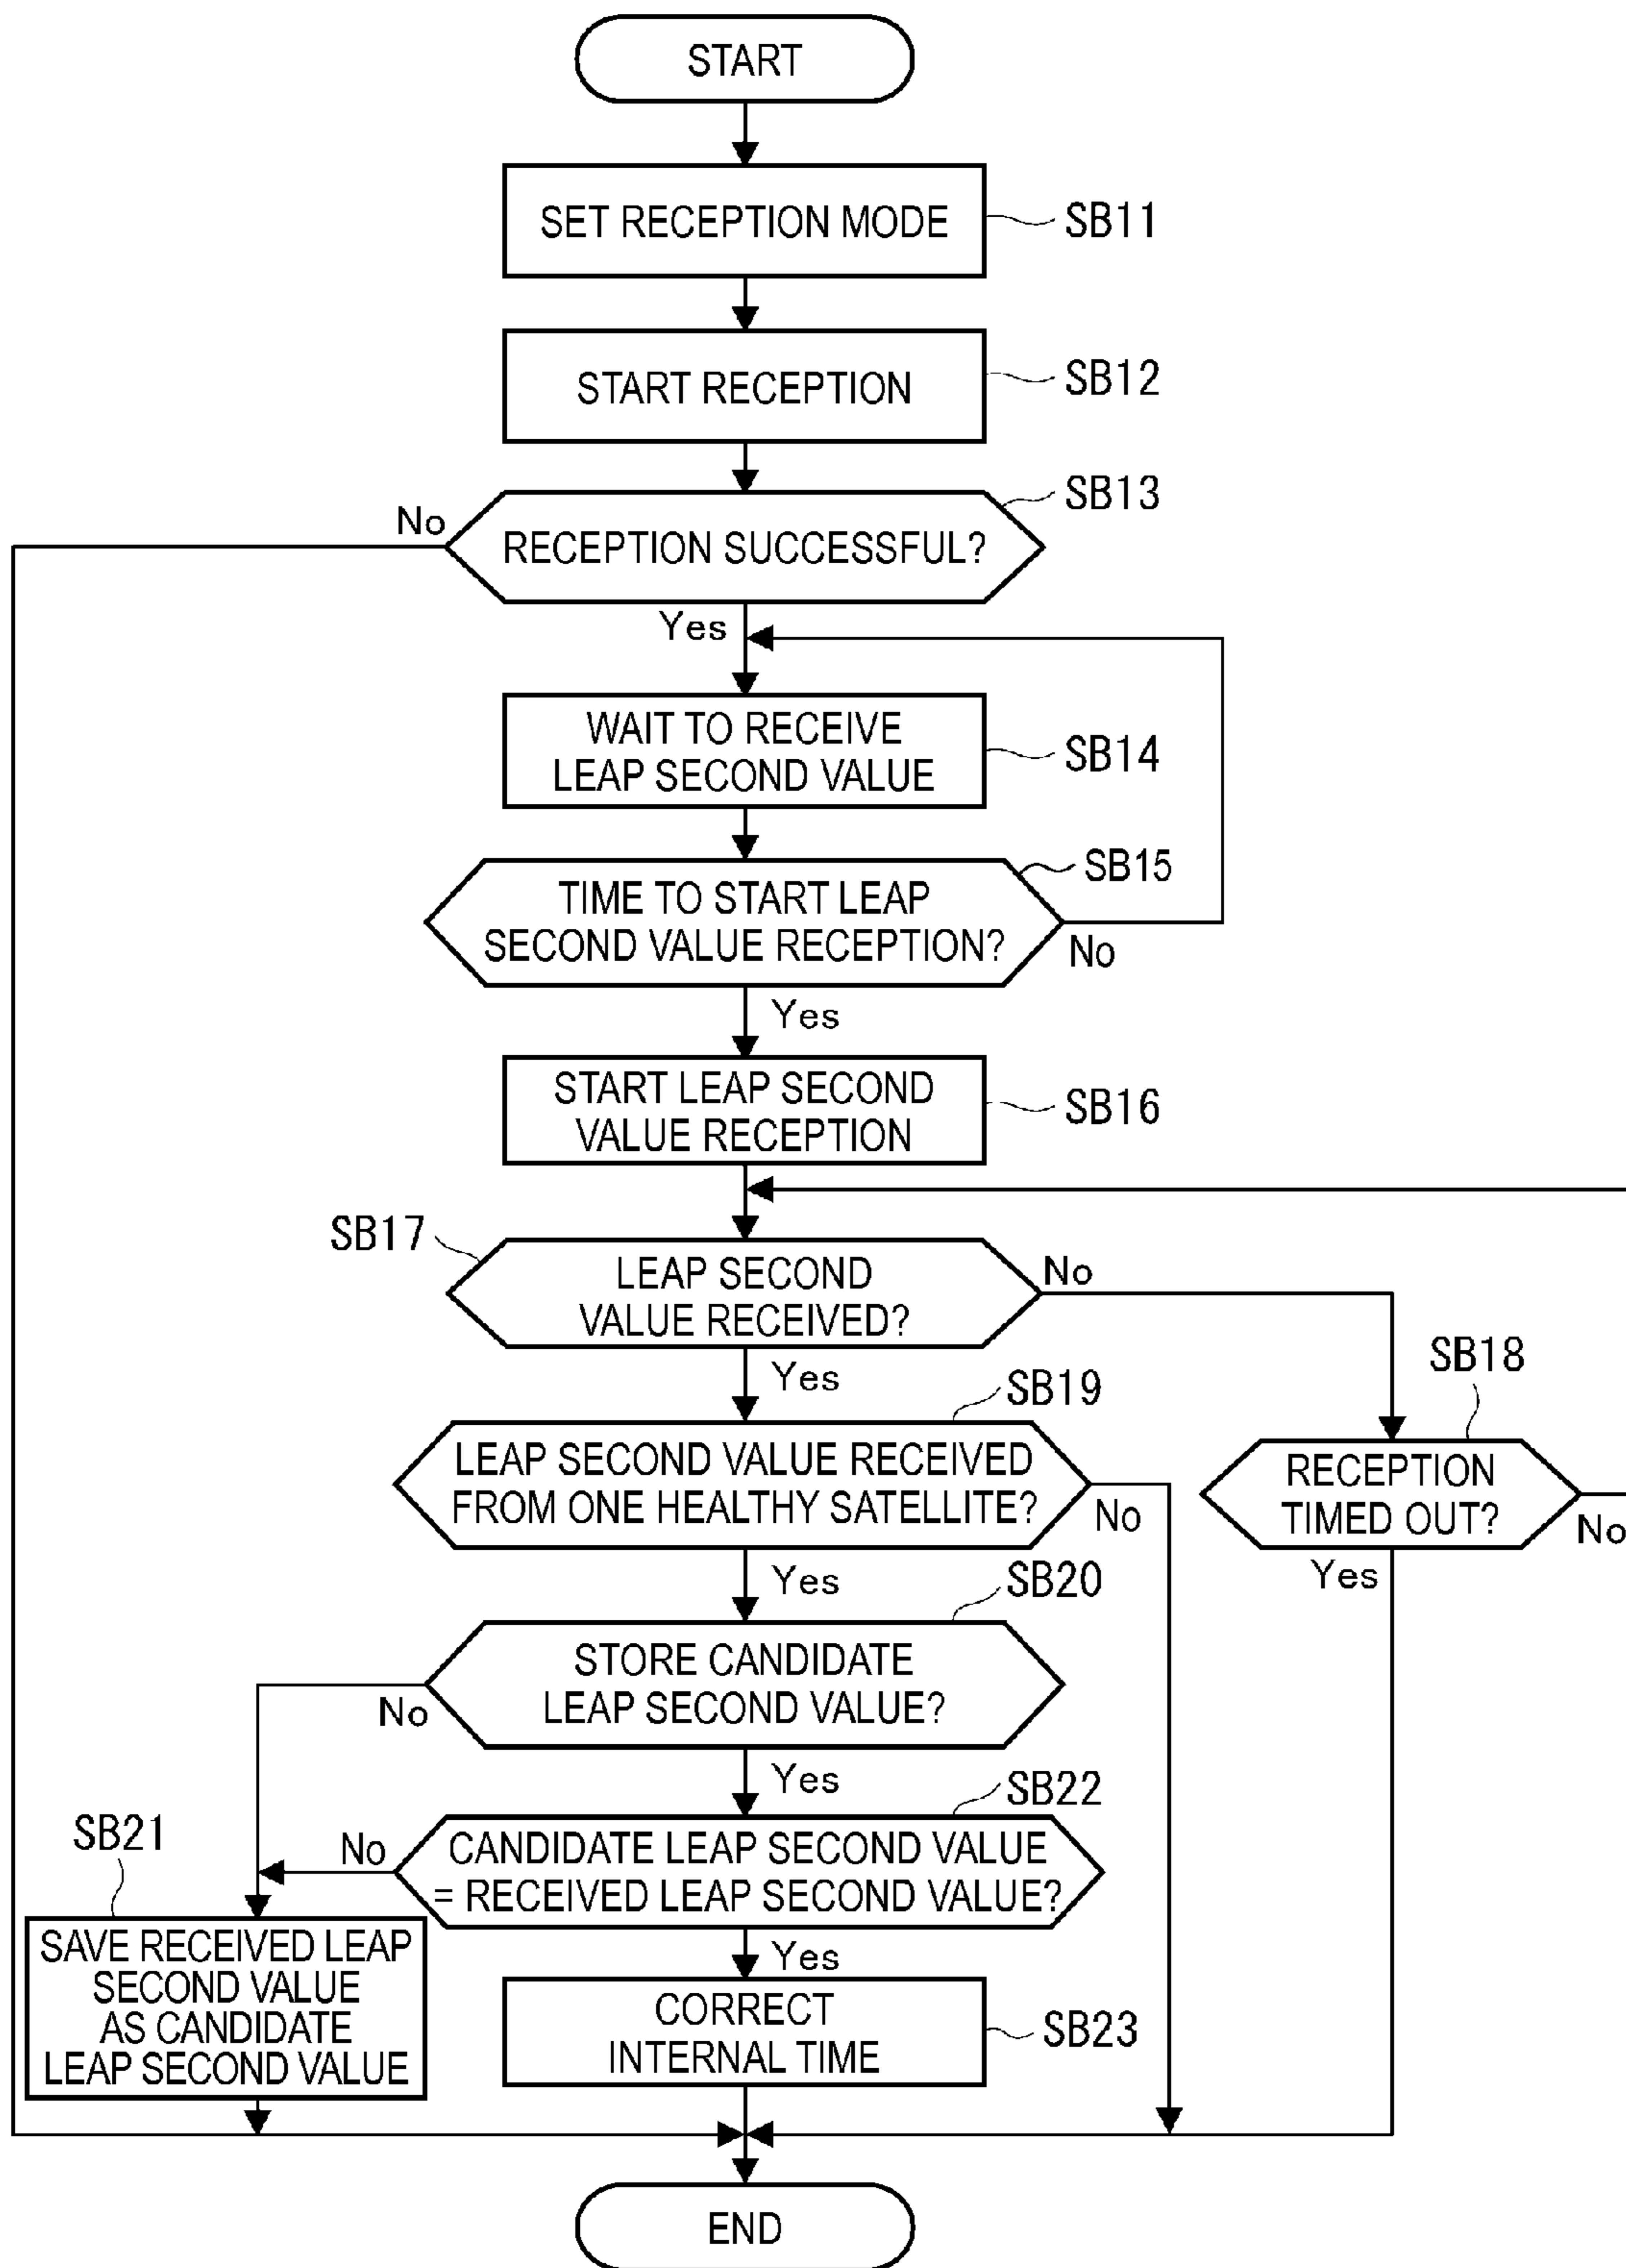 START
SET RECEPTION MODE
SB11
START RECEPTION
SB12
SB13
No
RECEPTION SUCCESSFUL?
Yes
WAIT TO RECEIVE
LEAP SECOND VALUE
SB14
SB15
TIME TO START LEAP
SECOND VALUE RECEPTION?
No
Yes
START LEAP SECOND
VALUE RECEPTION
SB16
SB17
LEAP SECOND
VALUE RECEIVED?
No
Yes
SB18
RECEPTION
TIMED OUT?
No
Yes
SB19
LEAP SECOND VALUE RECEIVED
FROM ONE HEALTHY SATELLITE?
No
Yes
SB20
STORE CANDIDATE
LEAP SECOND VALUE?
No
Yes
SB22
CANDIDATE LEAP SECOND VALUE
= RECEIVED LEAP SECOND VALUE?
No
Yes
SB21
SAVE RECEIVED LEAP
SECOND VALUE
AS CANDIDATE
LEAP SECOND VALUE
CORRECT
INTERNAL TIME
SB23
END